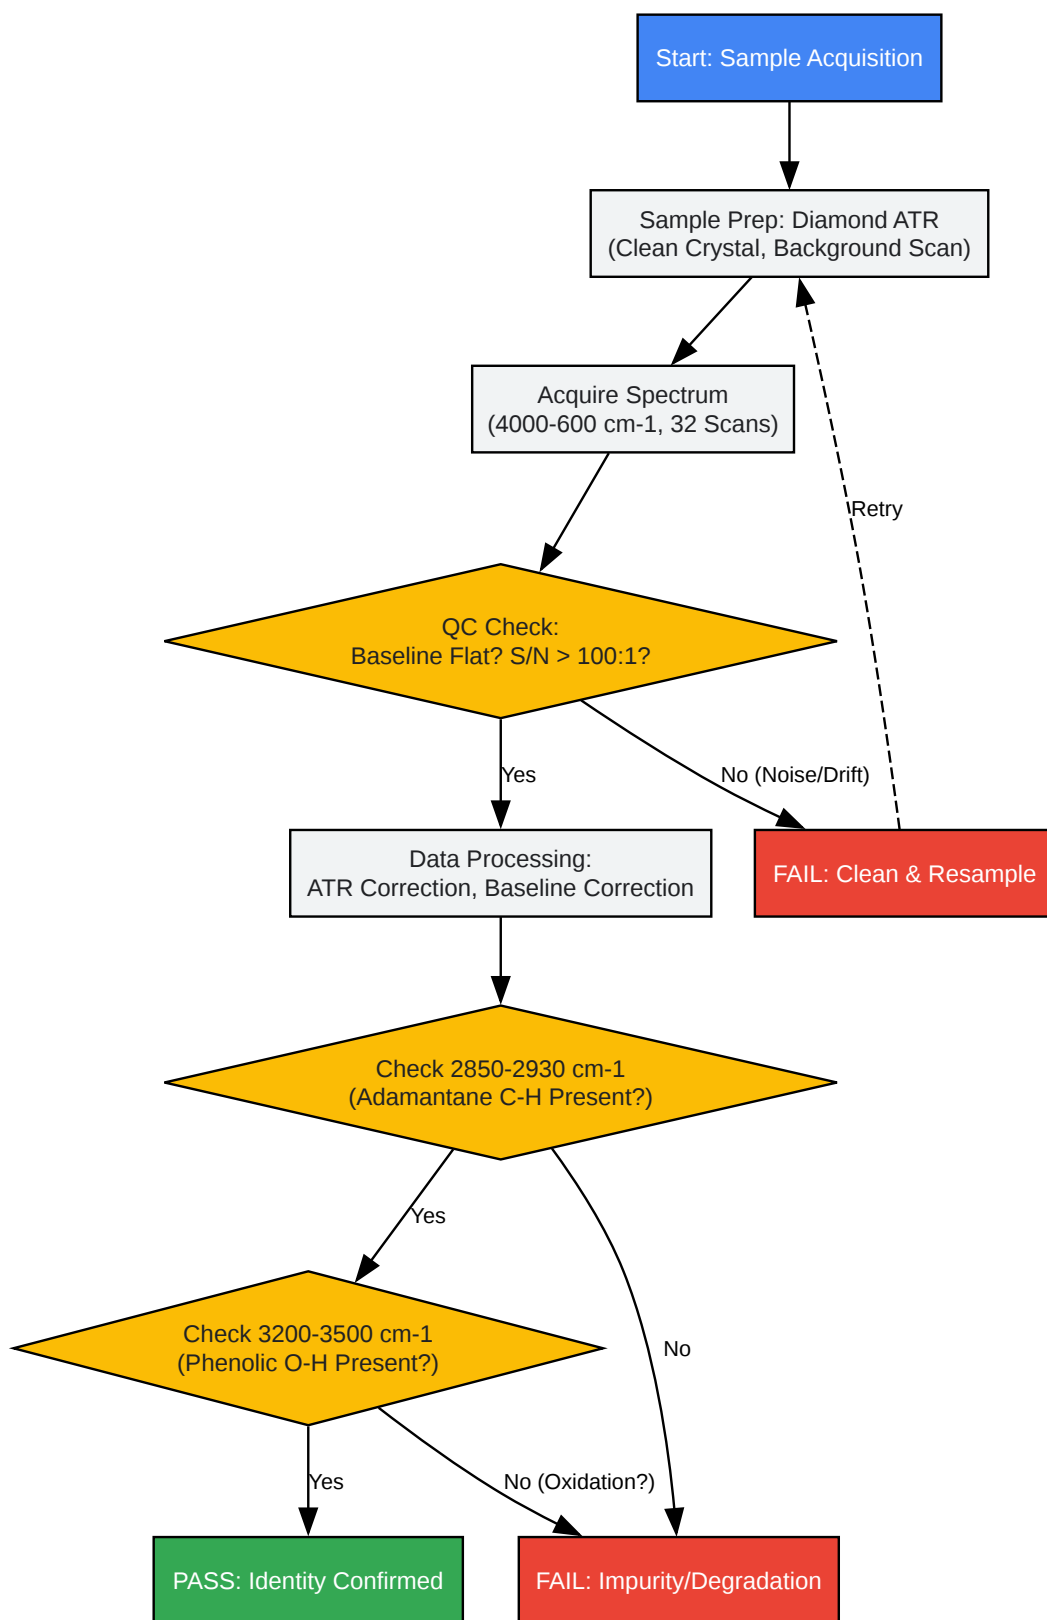 Start: Sample Acquisition
Sample Prep: Diamond ATR
(Clean Crystal, Background Scan)
Acquire Spectrum
(4000-600 cm-1, 32 Scans)
Retry
QC Check:
Baseline Flat? S/N > 100:1?
Yes
No (Noise/Drift)
Data Processing:
ATR Correction, Baseline Correction
FAIL: Clean & Resample
Check 2850-2930 cm-1
(Adamantane C-H Present?)
Yes
No
Check 3200-3500 cm-1
(Phenolic O-H Present?)
Yes
No (Oxidation?)
PASS: Identity Confirmed
FAIL: Impurity/Degradation